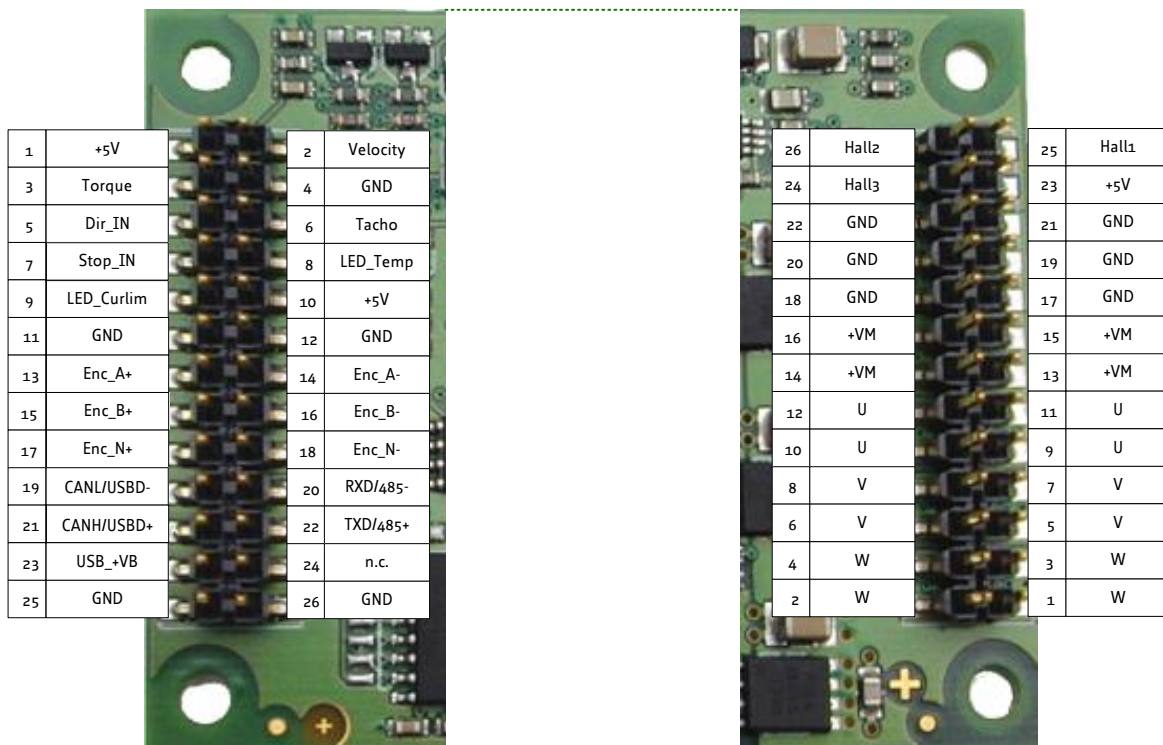 1 +5V 2 Velocity 26 Hall2 25 Hall1
3 Torque 4 GND 24 Hall3 23 +5V
5 Dir_IN 6 Tacho 22 GND 21 GND
7 Stop_IN 8 LED_Temp 20 GND 19 GND
9 LED_Curlim 10 +5V 18 GND 17 GND
11 GND 12 GND 16 +VM 15 +VM
13 Enc_A+ 14 Enc_A- 14 +VM 13 +VM
15 Enc_B+ 16 Enc_B- 12 U 11 U
17 Enc_N+ 18 Enc_N- 10 U 9 U
19 CANL/USBD- 20 RXD/485- 8 V 7 V
21 CANH/USBD+ 22 TXD/485+ 6 V 5 V
23 USB_+VB 24 n.c. 4 W 3 W
25 GND 26 GND 2 W 1 W